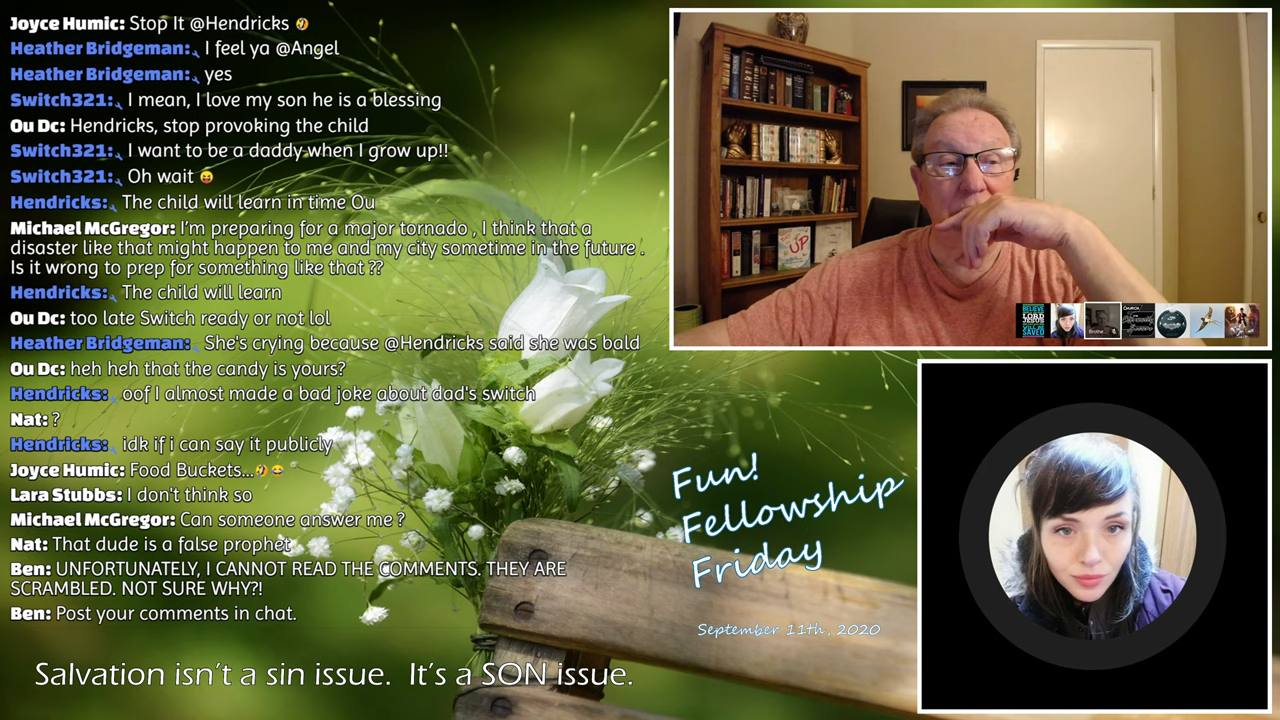 Joyce Humic: Stop It @Hendricks 🤣
Heather Bridgeman: I feel ya @Angel
Heather Bridgeman: yes
Switch321: I mean, I love my son he is a blessing
Ou Dc: Hendricks, stop provoking the child
Switch321: I want to be a daddy when I grow up!!
Switch321: Oh wait 😝
Hendricks: The child will learn in time Ou
Michael McGregor: I'm preparing for a major tornado , I think that a
disaster like that might happen to me and my city sometime in the future .
Is it wrong to prep for something like that ??
Hendricks: The child will learn
Ou Dc: too late Switch ready or not lol
Heather Bridgeman: She's crying because @Hendricks said she was bald
Ou Dc: heh heh that the candy is yours?
Hendricks: oof I almost made a bad joke about dad's switch
Nat: ?
Hendricks: idk if i can say it publicly
Joyce Humic: Food Buckets...🤣😂
Lara Stubbs: I don't think so
Michael McGregor: Can someone answer me ?
Nat: That dude is a false prophet
Ben: UNFORTUNATELY, I CANNOT READ THE COMMENTS. THEY ARE
SCRAMBLED. NOT SURE WHY?!
Ben: Post your comments in chat.
Salvation isn't a sin issue. It's a SON issue.
UP
BELIEVE
LORD
JESUS
SAVED
Brothe...
CHURCH
Fun!
Fellowship
Friday
September 11th, 2020